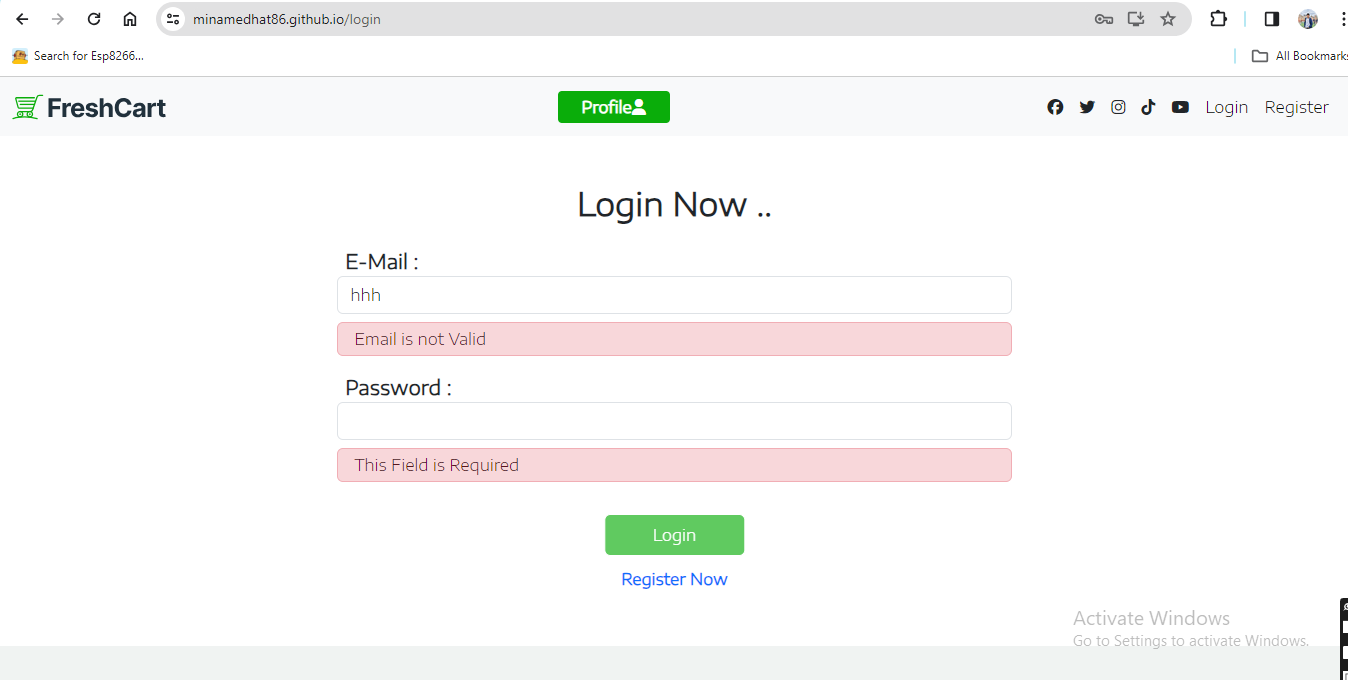 minamedhat86.github.io/login
Search for Esp8266...
All Bookmarks
FreshCart
Profile
Login
Register
Login Now ..
E-Mail :
hhh
Email is not Valid
Password :
This Field is Required
Login
Register Now
Activate Windows
Go to Settings to activate Windows.